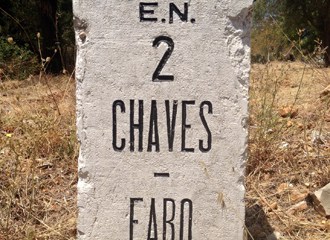 E.N.
2
CHAVES
-
FARO